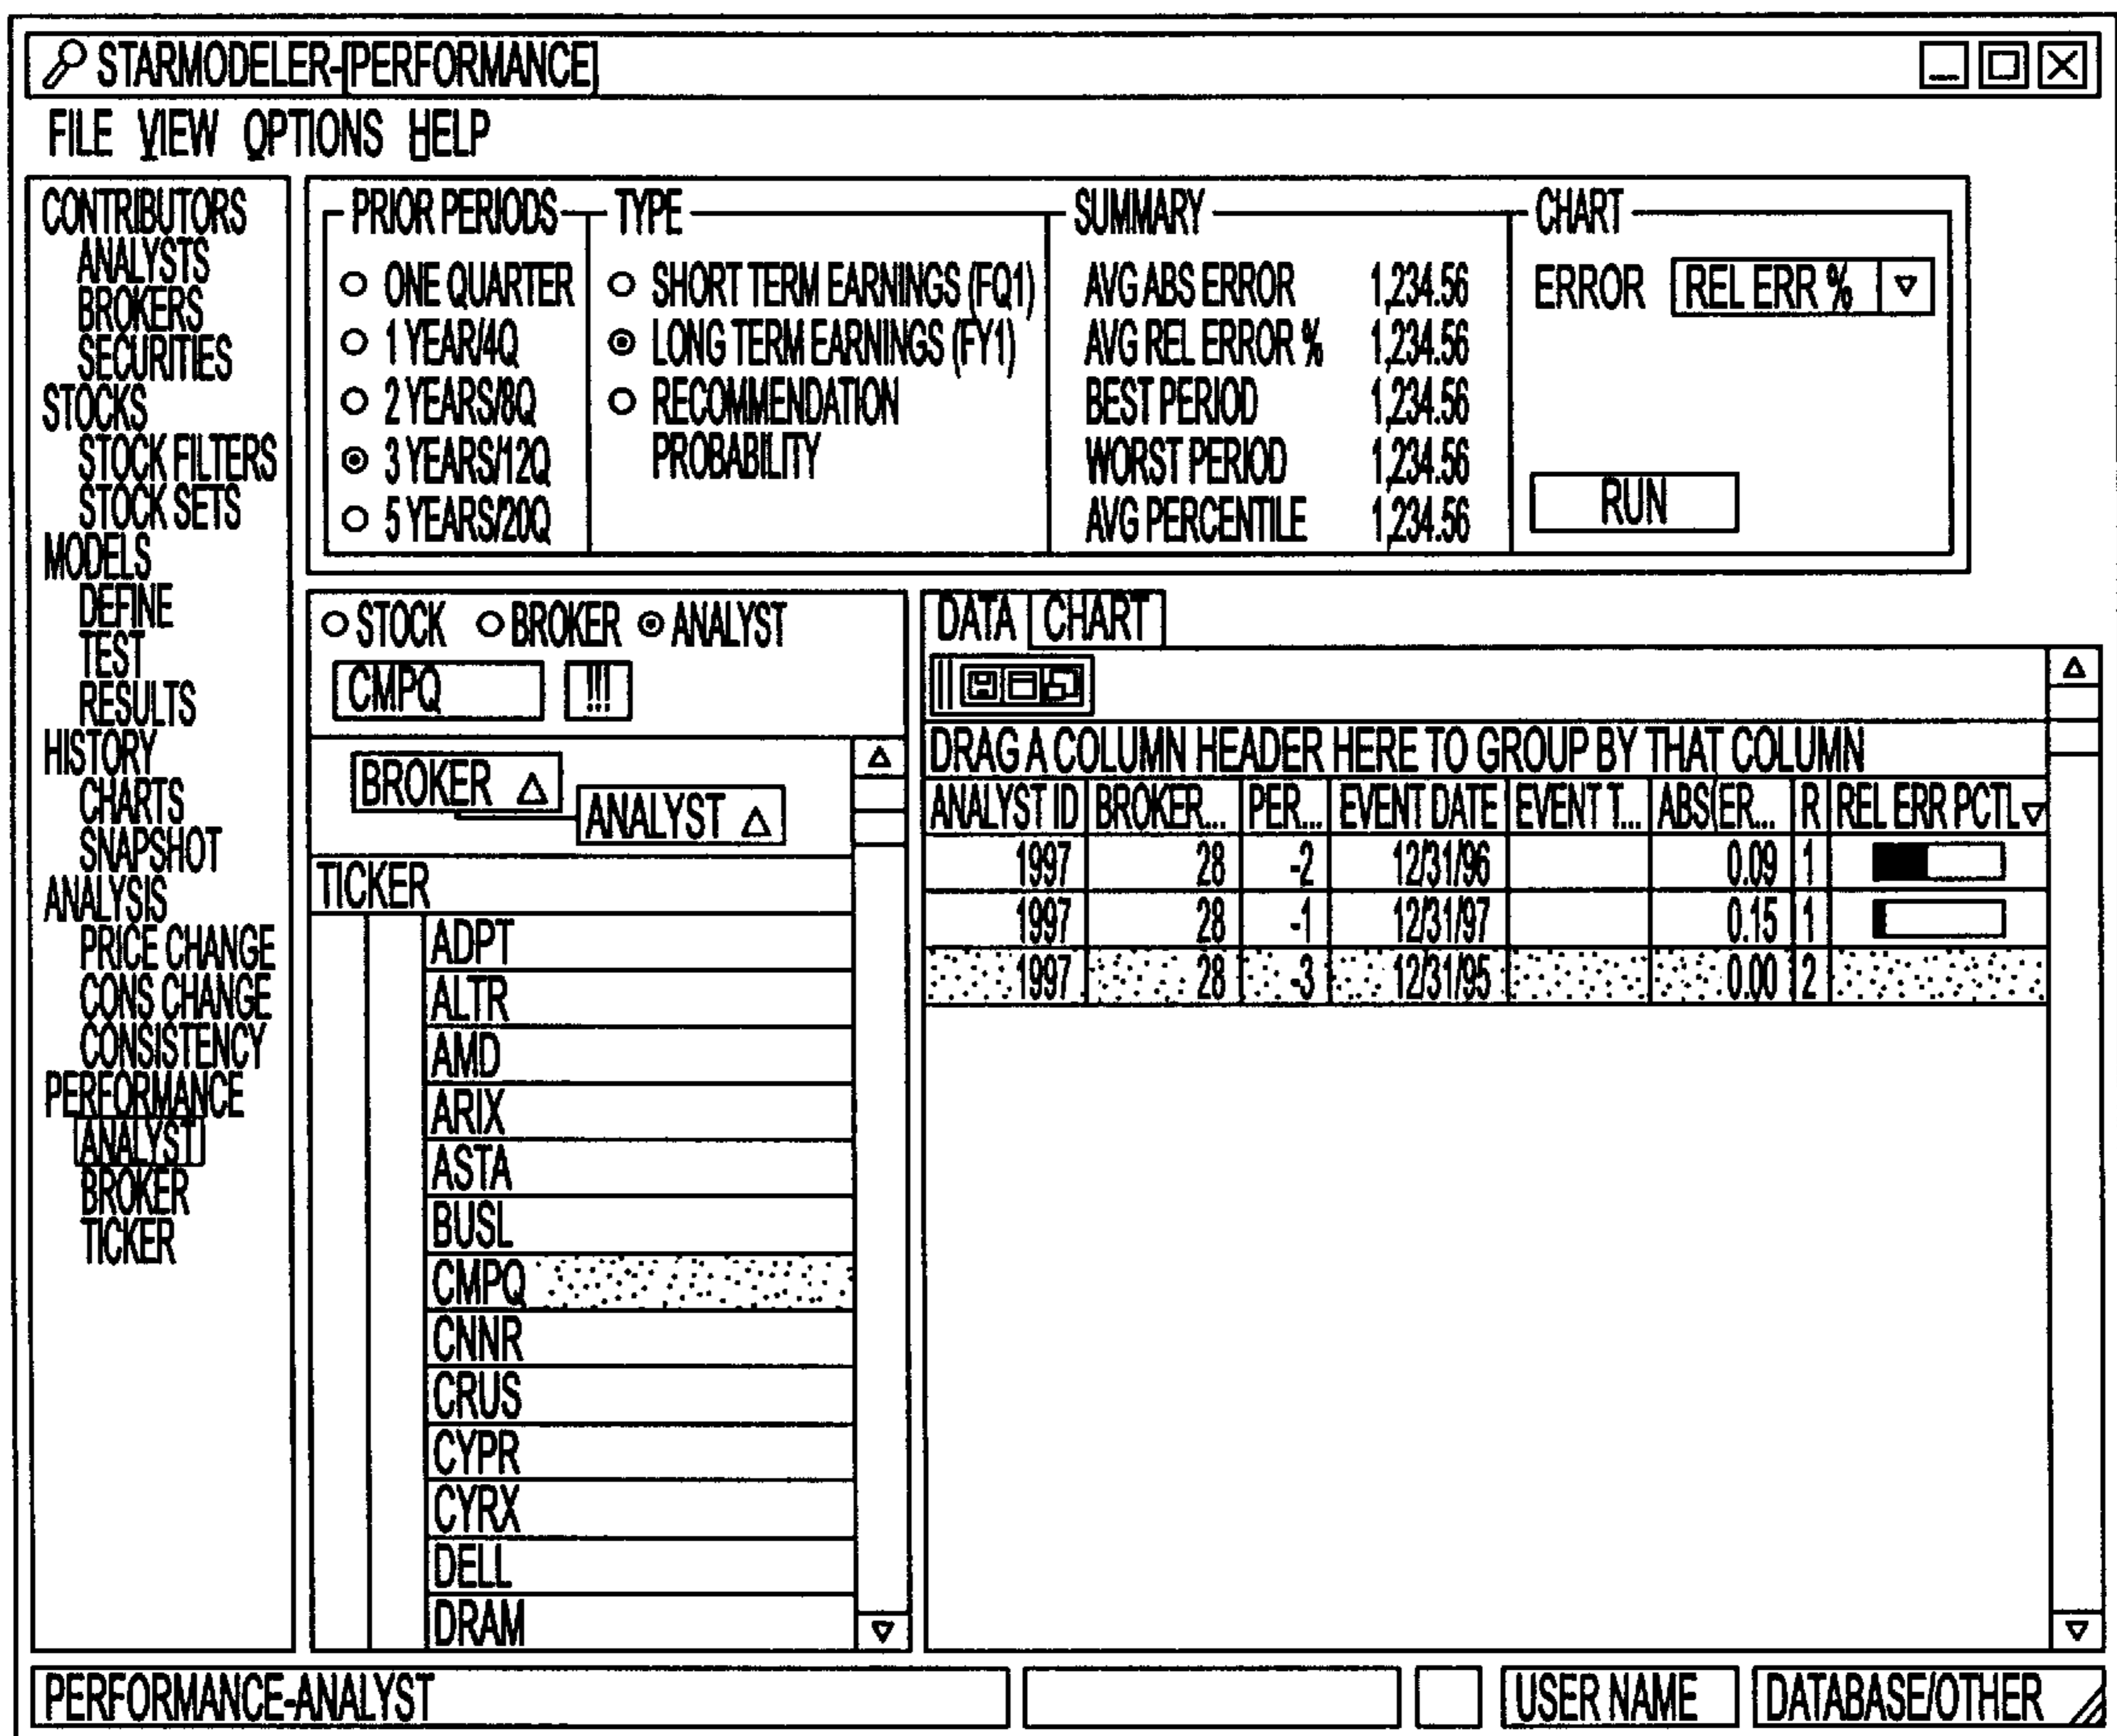 STARMODELER-[PERFORMANCE]
FILE VIEW OPTIONS HELP
CONTRIBUTORS
ANALYSTS
BROKERS
SECURITIES
STOCKS
STOCK FILTERS
STOCK SETS
MODELS
DEFINE
TEST
RESULTS
HISTORY
CHARTS
SNAPSHOT
ANALYSIS
PRICE CHANGE
CONS CHANGE
CONSISTENCY
PERFORMANCE
ANALYST
BROKER
TICKER
PRIOR PERIODS
ONE QUARTER
1 YEAR/4Q
2 YEARS/8Q
3 YEARS/12Q
5 YEARS/20Q
TYPE
SHORT TERM EARNINGS (FQ1)
LONG TERM EARNINGS (FY1)
RECOMMENDATION
PROBABILITY
SUMMARY
AVG ABS ERROR 1,234.56
AVG REL ERROR % 1,234.56
BEST PERIOD 1,234.56
WORST PERIOD 1,234.56
AVG PERCENTILE 1,234.56
CHART
ERROR REL ERR %
RUN
STOCK BROKER ANALYST
CMPQ !!!
BROKER
ANALYST
TICKER
ADPT
ALTR
AMD
ARIX
ASTA
BUSL
CMPQ
CNNR
CRUS
CYPR
CYRX
DELL
DRAM
DATA CHART
DRAG A COLUMN HEADER HERE TO GROUP BY THAT COLUMN
ANALYST ID BROKER... PER... EVENT DATE EVENT T... ABS(ER... R REL ERR PCTL
1997 28 -2 12/31/96 0.09 1
1997 28 -1 12/31/97 0.15 1
1997 28 -3 12/31/95 0.00 2
PERFORMANCE-ANALYST USER NAME DATABASE/OTHER